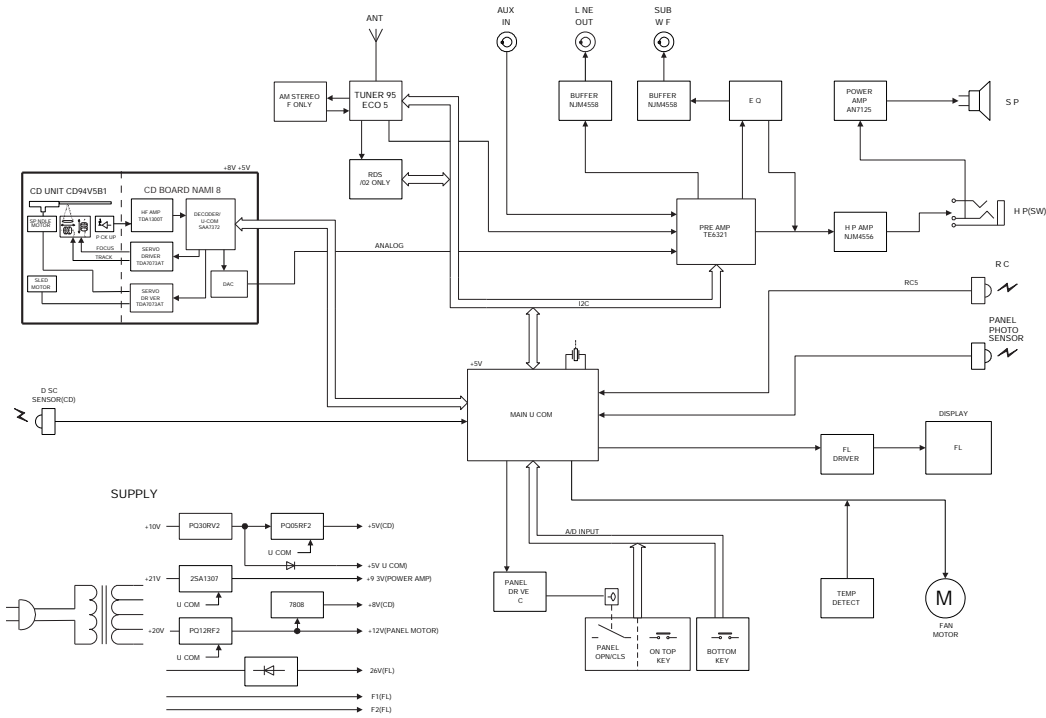 AUX
IN
L NE
OUT
SUB
W F
ANT
AM STEREO
F ONLY
TUNER 95
ECO 5
BUFFER
NJM4558
BUFFER
NJM4558
E Q
POWER
AMP
AN7125
S P
RDS
/02 ONLY
+8V +5V
CD UNIT CD94V5B1
CD BOARD NAMI 8
SP NDLE
MOTOR
P CK UP
HF AMP
TDA1300T
DECODER/
U-COM
SAA7372
FOCUS
TRACK
SERVO
DRIVER
TDA7073AT
SLED
MOTOR
SERVO
DR VER
TDA7073AT
DAC
ANALOG
PRE AMP
TE6321
H P AMP
NJM4556
H P(SW)
I2C
RC5
R C
PANEL
PHOTO
SENSOR
+5V
MAIN U COM
D SC
SENSOR(CD)
DISPLAY
FL
DRIVER
FL
SUPPLY
+10V
PQ30RV2
PQ05RF2
+5V(CD)
U COM
+5V U COM)
+21V
2SA1307
+9 3V(POWER AMP)
U COM
7808
+8V(CD)
+20V
PQ12RF2
+12V(PANEL MOTOR)
U COM
26V(FL)
F1(FL)
F2(FL)
A/D INPUT
PANEL
DR VE
C
PANEL
OPN/CLS
ON TOP
KEY
BOTTOM
KEY
TEMP
DETECT
M
FAN
MOTOR